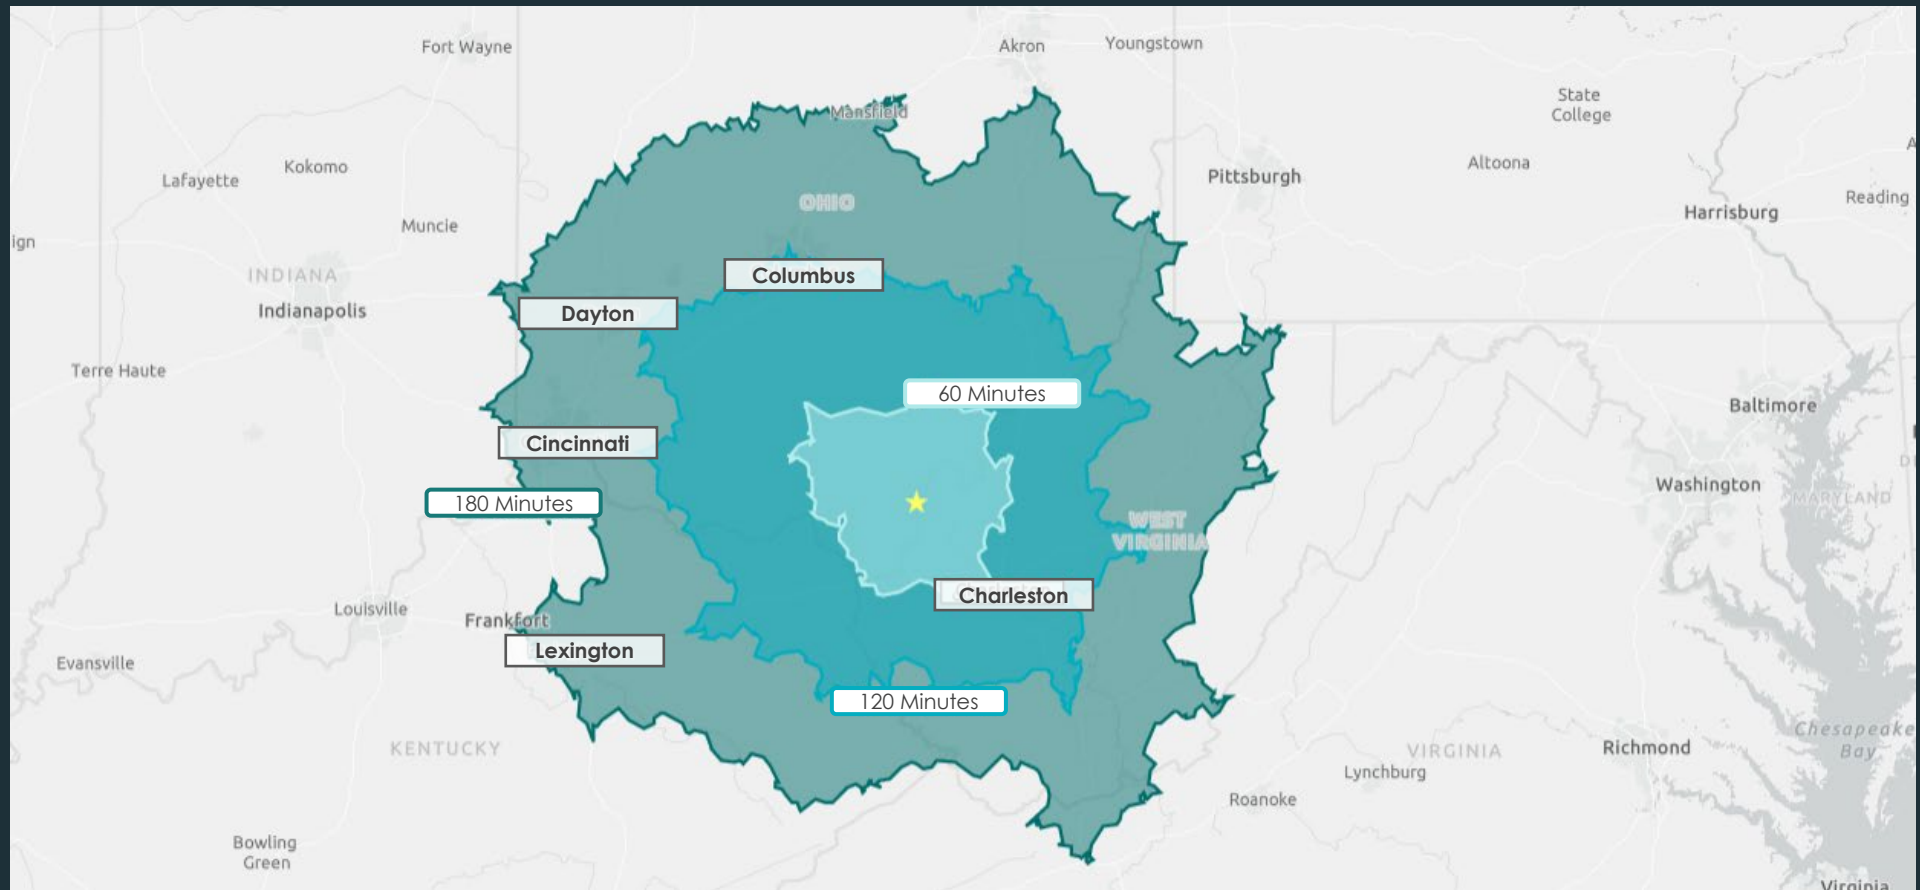 Fort Wayne
Akron
Youngstown
State
College
Mansfield
Kokomo
Lafayette
Altoona
Pittsburgh
Reading
OHIO
Harrisburg
Muncie
ign
INDIANA
Columbus
Indianapolis
Dayton
Terre Haute
60 Minutes
Baltimore
Cincinnati
Washington
MARYLAND
180 Minutes
WEST
VIRGINIA
Charleston
Louisville
Frankfort
Lexington
Evansville
120 Minutes
Chesapeake
Bay
KENTUCKY
VIRGINIA
Richmond
Lynchburg
Roanoke
Bowling
Green
Virginia